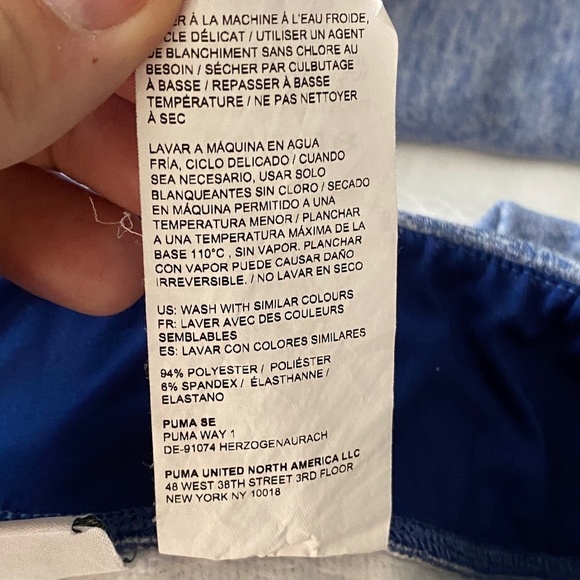 À LA MACHINE À L'EAU FROIDE,
DÉLICAT / UTILISER UN AGENT
DE BLANCHIMENT SANS CHLORE AU
BESOIN / SÉCHER PAR CULBUTAGE
À BASSE / REPASSER À BASSE
TEMPÉRATURE / NE PAS NETTOYER
À SEC
LAVAR A MÁQUINA EN AGUA
FRÍA, CICLO DELICADO / CUANDO
SEA NECESARIO, USAR SOLO
BLANQUEANTES SIN CLORO / SECADO
EN MÁQUINA PERMITIDO A UNA
TEMPERATURA MENOR / PLANCHAR
A UNA TEMPERATURA MÁXIMA DE LA
BASE 110°C , SIN VAPOR. PLANCHAR
CON VAPOR PUEDE CAUSAR DAÑO
IRREVERSIBLE. / NO LAVAR EN SECO
US: WASH WITH SIMILAR COLOURS
FR: LAVER AVEC DES COULEURS
SEMBLABLES
ES: LAVAR CON COLORES SIMILARES
94% POLYESTER / POLIÉSTER
6% SPANDEX / ÉLASTHANNE /
ELASTANO
PUMA SE
PUMA WAY 1
DE-91074 HERZOGENAURACH
PUMA UNITED NORTH AMERICA LLC
48 WEST 38TH STREET 3RD FLOOR
NEW YORK NY 10018